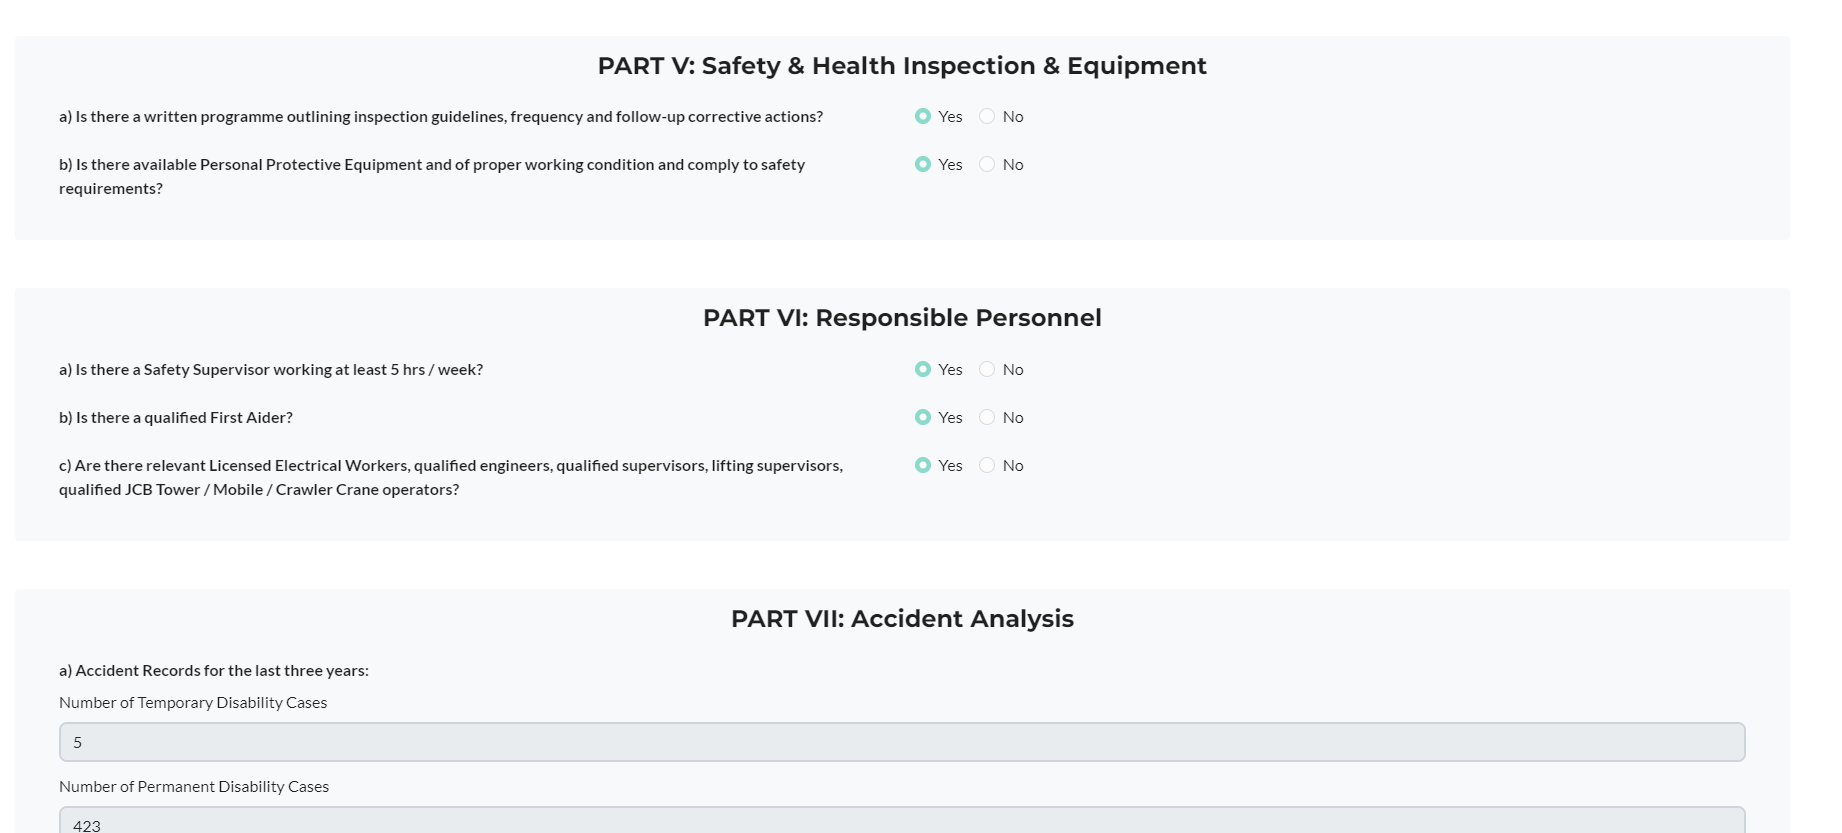 PART V: Safety & Health Inspection & Equipment
a) Is there a written programme outlining inspection guidelines, frequency and follow-up corrective actions? Yes No
b) Is there available Personal Protective Equipment and of proper working condition and comply to safety Yes No
requirements?
PART VI: Responsible Personnel
a) Is there a Safety Supervisor working at least 5 hrs / week? Yes No
b) Is there a qualified First Aider? Yes No
c) Are there relevant Licensed Electrical Workers, qualified engineers, qualified supervisors, lifting supervisors, Yes No
qualified JCB Tower / Mobile / Crawler Crane operators?
PART VII: Accident Analysis
a) Accident Records for the last three years:
Number of Temporary Disability Cases
5
Number of Permanent Disability Cases
423